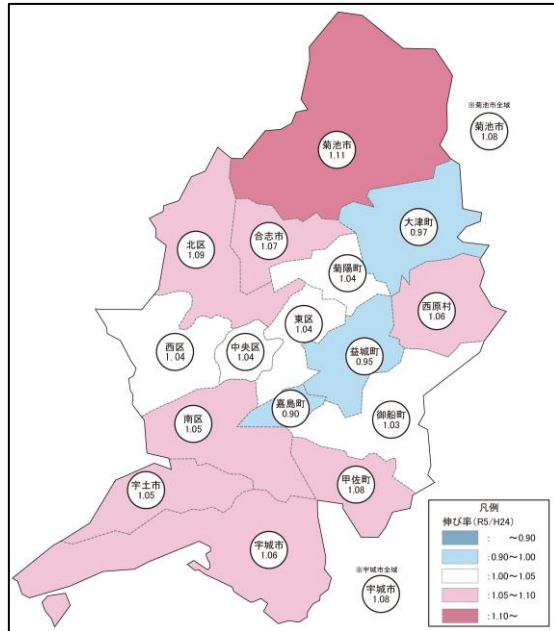 ※菊池市全域
菊池市
1.08
菊池市
1.11
大津町
0.97
北区
1.09
合志市
1.07
菊陽町
1.04
西原村
1.06
東区
1.04
西区
1.04
中央区
1.04
益城町
0.95
嘉島町
0.90
御船町
1.03
南区
1.05
甲佐町
1.08
宇土市
1.05
宇城市
1.06
※宇城市全域
宇城市
1.08
凡例
伸び率(R5/H24)
: ～0.90
:0.90～1.00
:1.00～1.05
:1.05～1.10
:1.10～